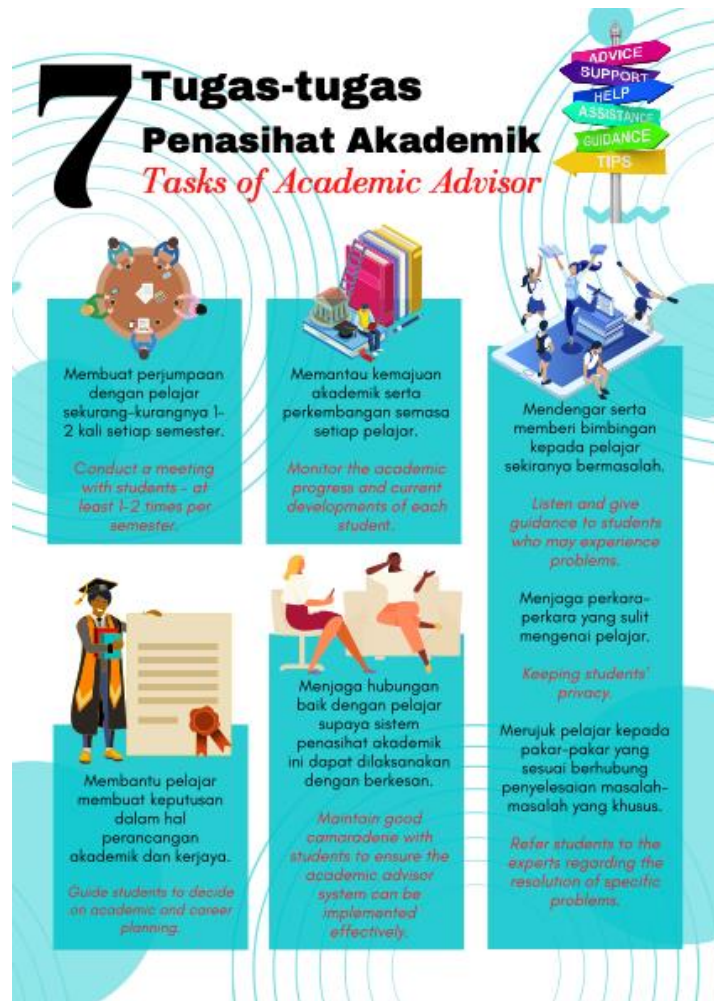 7
Tugas-tugas
Penasihat Akademik
Tasks of Academic Advisor
ADVICE
SUPPORT
HELP
ASSISTANCE
GUIDANCE
TIPS
Membuat perjumpaan
dengan pelajar
sekurang-kurangnya 1-
2 kali setiap semester.
Conduct a meeting
with students - at
least 1-2 times per
semester.
Memantau kemajuan
akademik serta
perkembangan semasa
setiap pelajar.
Monitor the academic
progress and current
developments of each
student.
Mendengar serta
memberi bimbingan
kepada pelajar
sekiranya bermasalah.
Listen and give
guidance to students
who may experience
problems.
Menjaga perkara-
perkara yang sulit
mengenai pelajar.
Keeping students'
privacy.
Merujuk pelajar kepada
pakar-pakar yang
sesuai berhubung
penyelesaian masalah-
masalah yang khusus.
Refer students to the
experts regarding the
resolution of specific
problems.
Membantu pelajar
membuat keputusan
dalam hal
perancangan
akademik dan kerjaya.
Guide students to decide
on academic and career
planning.
Menjaga hubungan
baik dengan pelajar
supaya sistem
penasihat akademik
ini dapat dilaksanakan
dengan berkesan.
Maintain good
camaraderie with
students to ensure the
academic advisor
system can be
implemented
effectively.